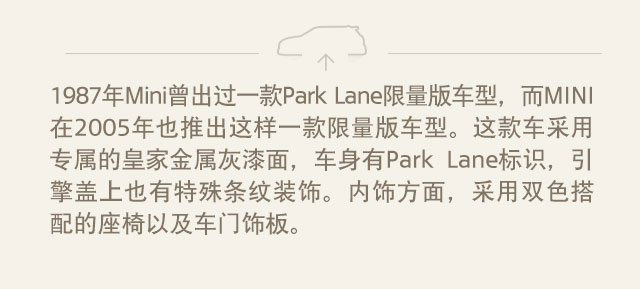 1987年Mini曾出过一款Park Lane限量版车型，而MINI
在2005年也推出这样一款限量版车型。这款车采用
专属的皇家金属灰漆面，车身有Park Lane标识，引
擎盖上也有特殊条纹装饰。内饰方面，采用双色搭
配的座椅以及车门饰板。